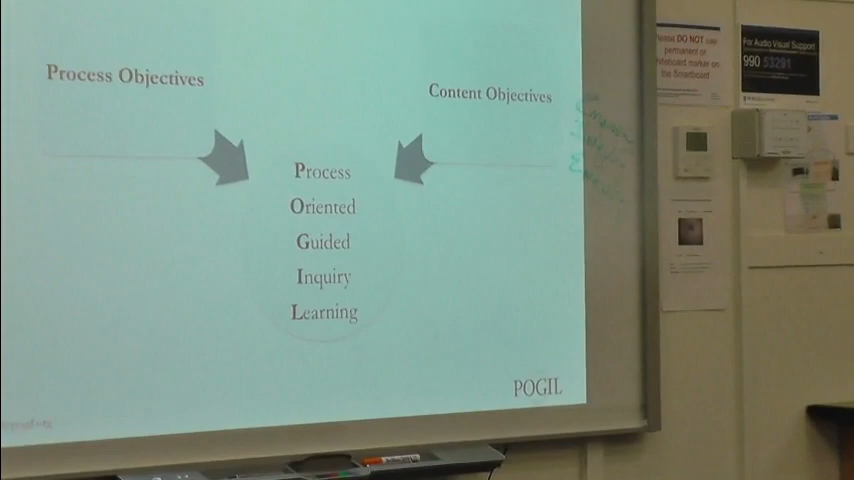 Process Objectives
Content Objectives
Process
Oriented
Guided
Inquiry
Learning
POGIL
Please DO NOT use
permanent or
whiteboard marker on
the Smartboard
For Audio Visual Support
990 53291